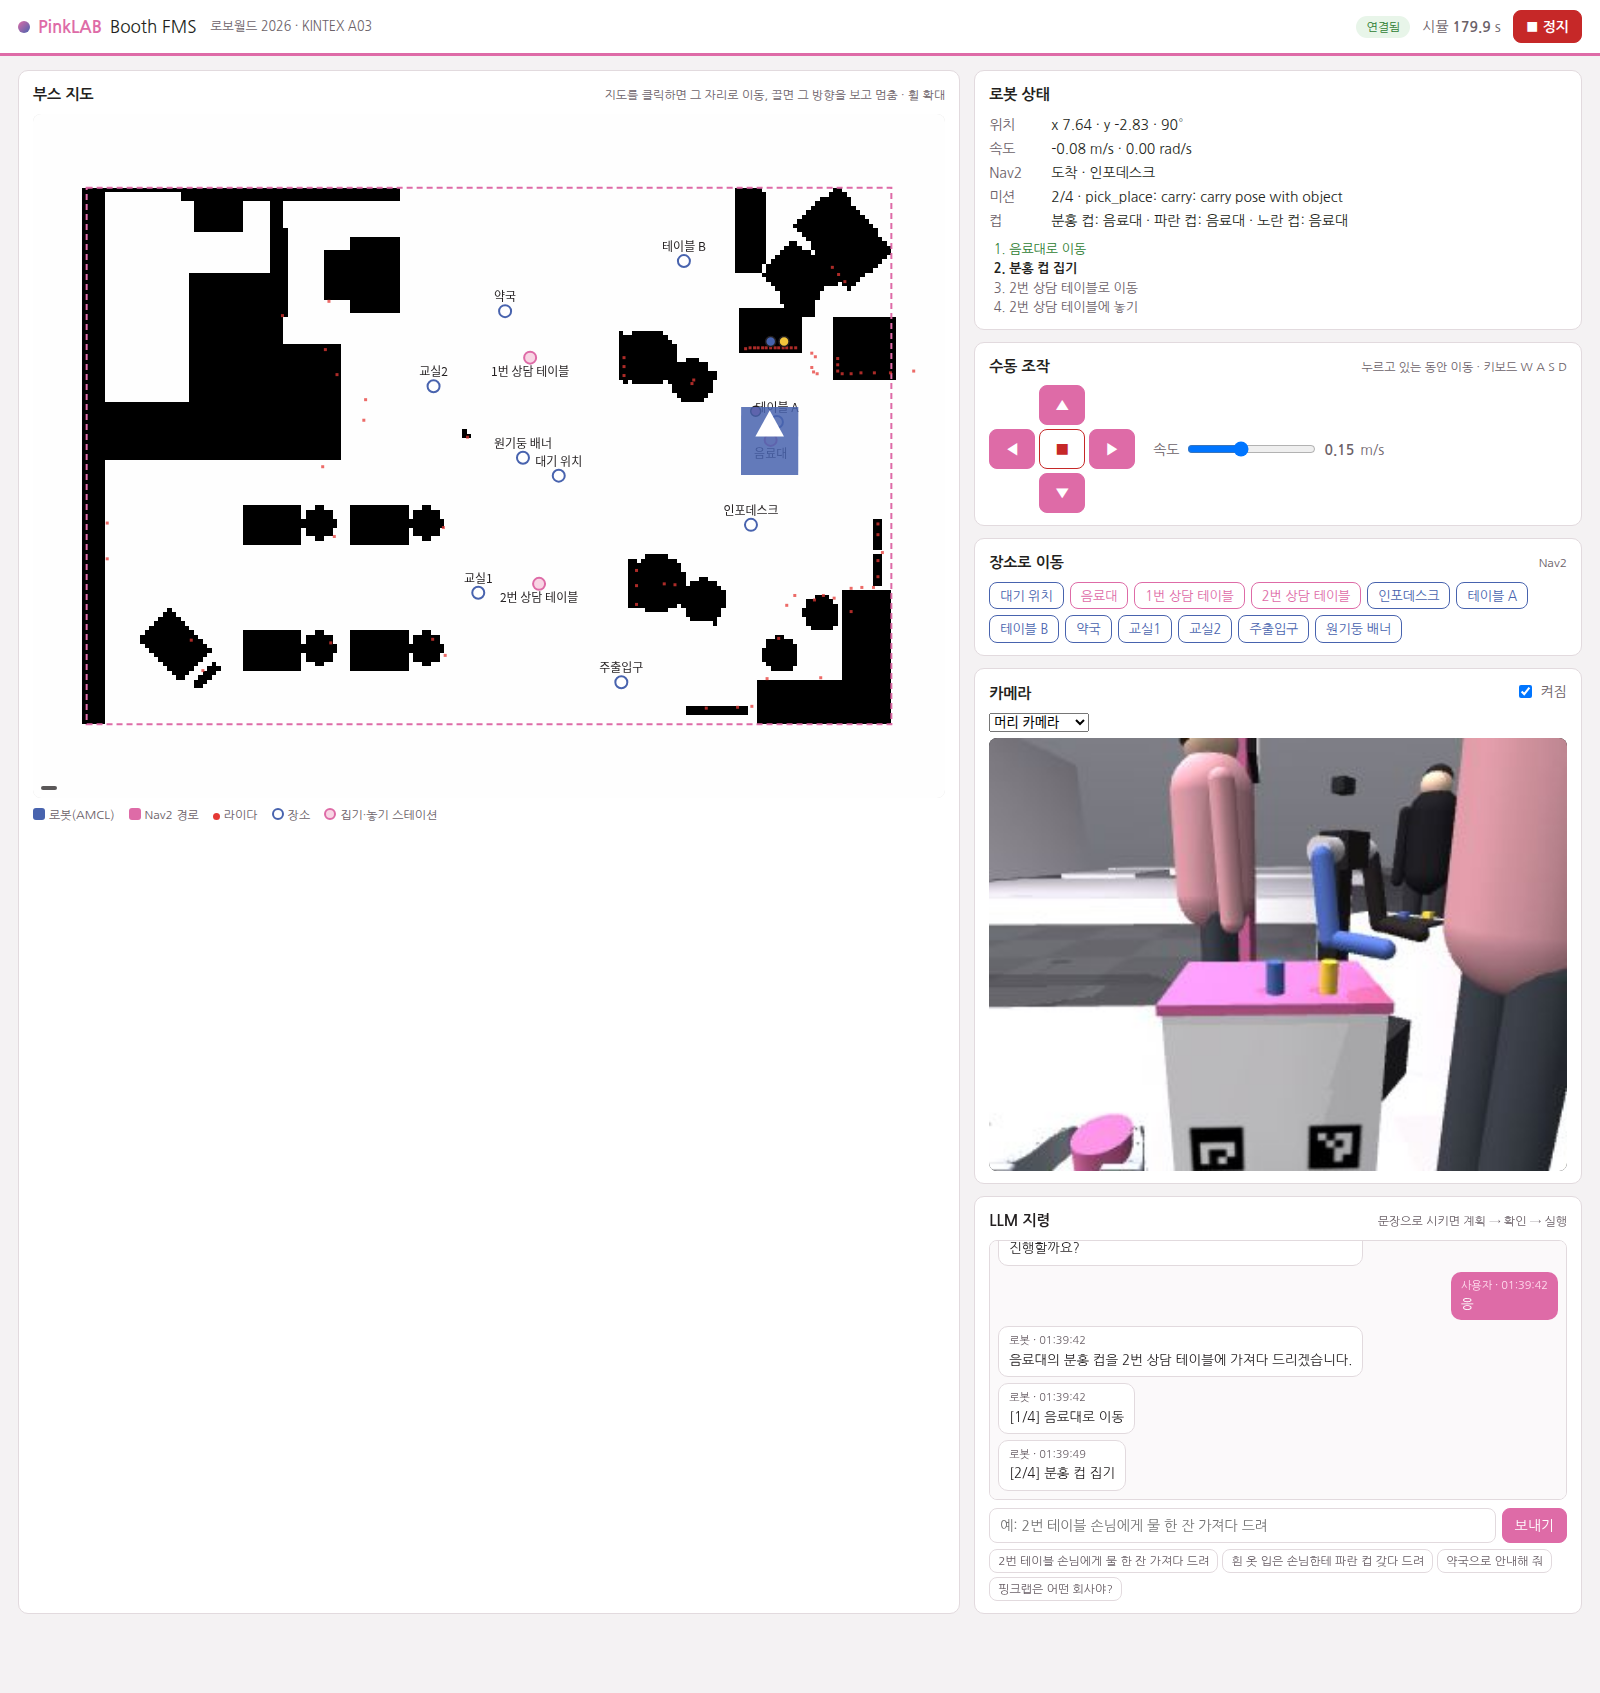 PinkLAB Booth FMS 로보월드 2026 · KINTEX A03
연결됨 시뮬 179.9 s ■ 정지
부스 지도
지도를 클릭하면 그 자리로 이동, 끌면 그 방향을 보고 멈춤 · 휠 확대
테이블 B
약국
1번 상담 테이블
교실2
테이블 A
음료대
원기둥 배너
대기 위치
인포데스크
교실1
2번 상담 테이블
주출입구
로봇(AMCL) Nav2 경로 라이다 장소 집기·놓기 스테이션
로봇 상태
위치 x 7.64 · y -2.83 · 90°
속도 -0.08 m/s · 0.00 rad/s
Nav2 도착 · 인포데스크
미션 2/4 · pick_place: carry: carry pose with object
컵 분홍 컵: 음료대 · 파란 컵: 음료대 · 노란 컵: 음료대
1. 음료대로 이동
2. 분홍 컵 집기
3. 2번 상담 테이블로 이동
4. 2번 상담 테이블에 놓기
수동 조작 누르고 있는 동안 이동 · 키보드 W A S D
▲
◀ ■ ▶ 속도 0.15 m/s
▼
장소로 이동 Nav2
대기 위치 음료대 1번 상담 테이블 2번 상담 테이블 인포데스크 테이블 A
테이블 B 약국 교실1 교실2 주출입구 원기둥 배너
카메라 켜짐
머리 카메라
LLM 지령 문장으로 시키면 계획 → 확인 → 실행
진행할까요?
사용자 · 01:39:42
응
로봇 · 01:39:42
음료대의 분홍 컵을 2번 상담 테이블에 가져다 드리겠습니다.
로봇 · 01:39:42
[1/4] 음료대로 이동
로봇 · 01:39:49
[2/4] 분홍 컵 집기
예: 2번 테이블 손님에게 물 한 잔 가져다 드려 보내기
2번 테이블 손님에게 물 한 잔 가져다 드려 흰 옷 입은 손님한테 파란 컵 갖다 드려 약국으로 안내해 줘
핑크랩은 어떤 회사야?